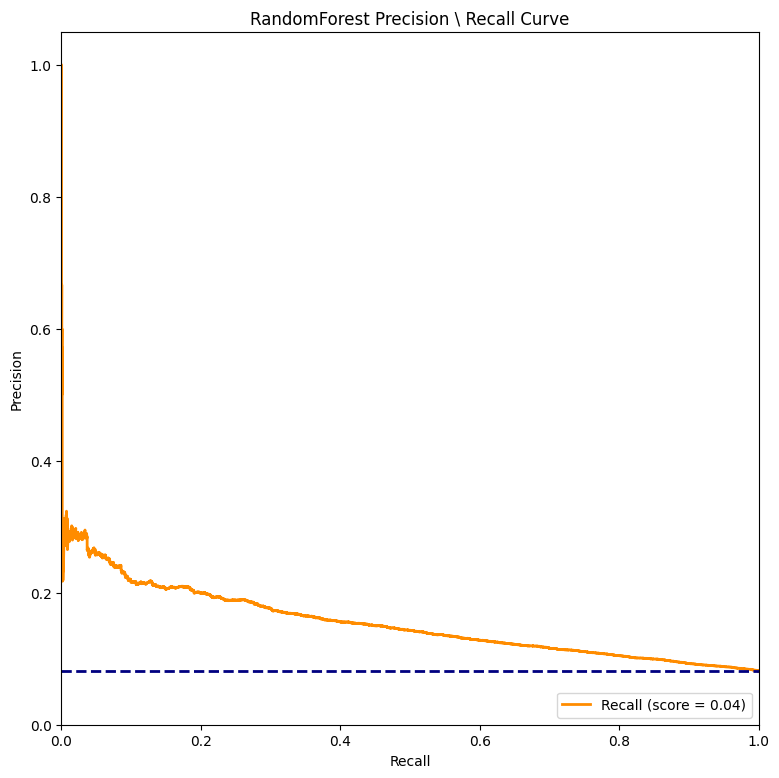 RandomForest Precision \ Recall Curve
1.0
0.8
0.6
0.4
0.2
0.0
Precision
Recall (score = 0.04)
0.0 0.2 0.4 0.6 0.8 1.0
Recall